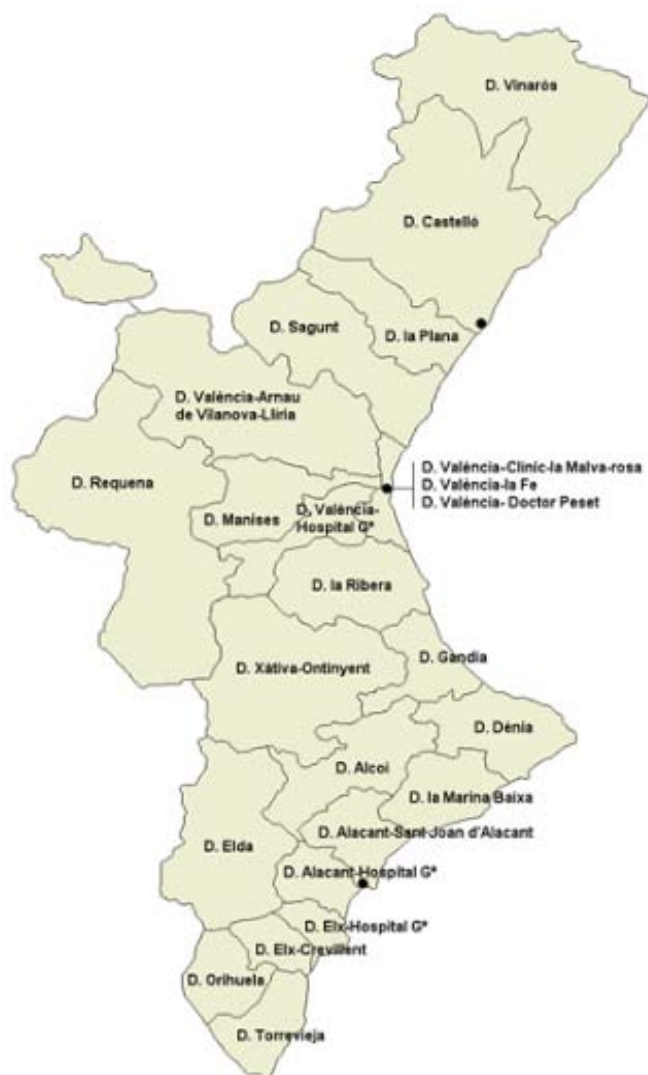 D. Vinaròs
D. Castelló
D. Sagunt
D. la Plana
D. València-Arnau
de Vilanova-Llíria
D. Requena
D. València-Clínic-la Malva-rosa
D. València-la Fe
D. València- Doctor Peset
D. Manises
D. València-
Hospital Gª
D. la Ribera
D. Xàtiva-Ontinyent
D. Gandia
D. Dénia
D. Alcoi
D. la Marina Baixa
D. Alacant-Sant Joan d'Alacant
D. Elda
D. Alacant-Hospital Gª
D. Elx-Hospital Gª
D. Elx-Crevillent
D. Orihuela
D. Torrevieja